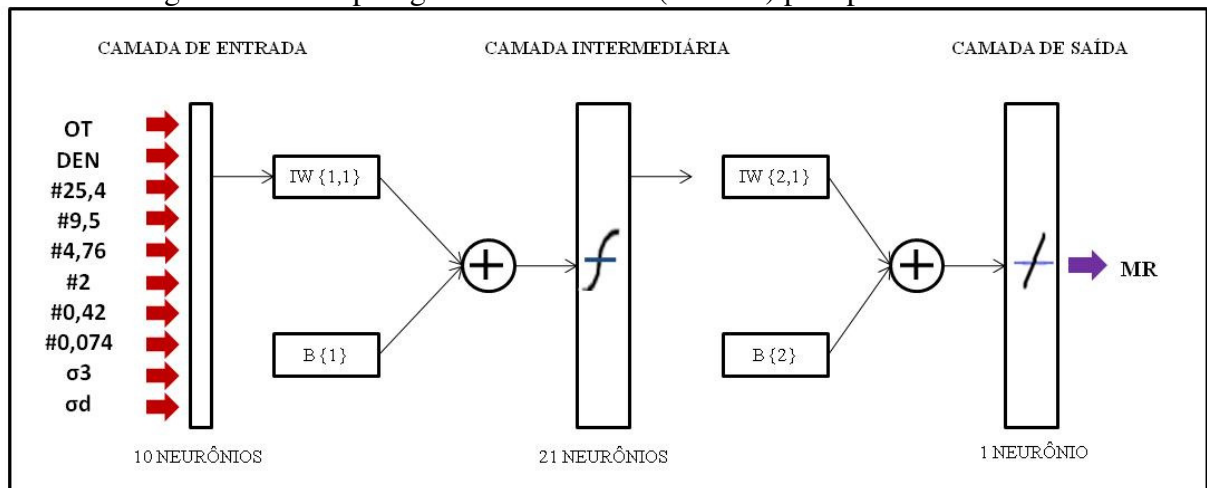 CAMADA DE ENTRADA
CAMADA INTERMEDIÁRIA
CAMADA DE SAÍDA
OT
DEN
#25,4
#9,5
#4,76
#2
#0,42
#0,074
σ3
σd
IW {1,1}
B {1}
IW {2,1}
B {2}
MR
10 NEURÔNIOS
21 NEURÔNIOS
1 NEURÔNIO